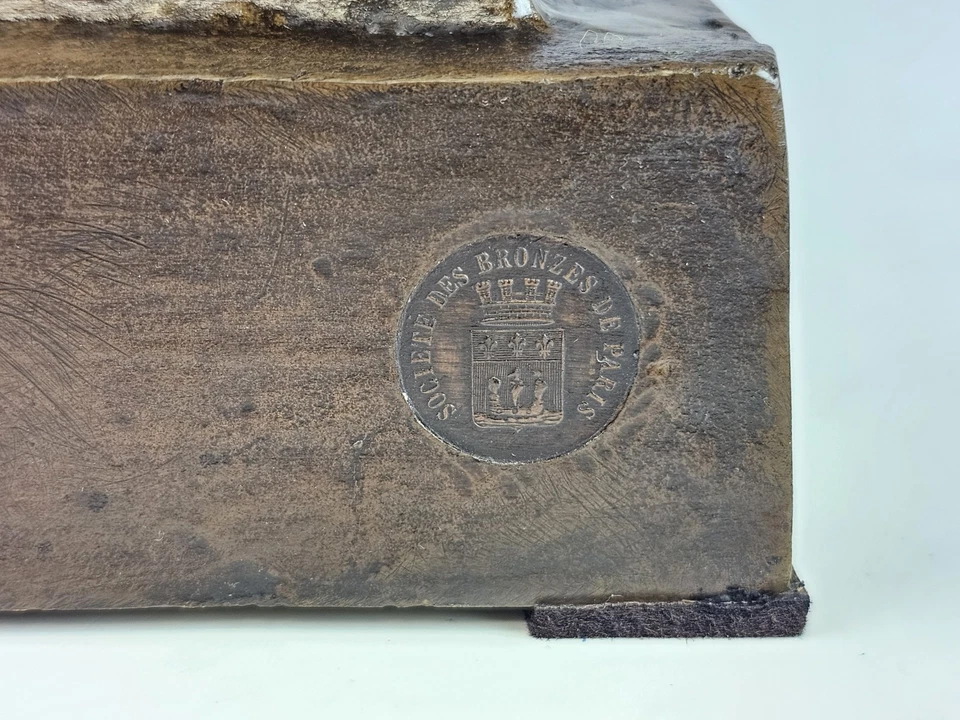 SOCIETE DES BRONZES DE PARIS